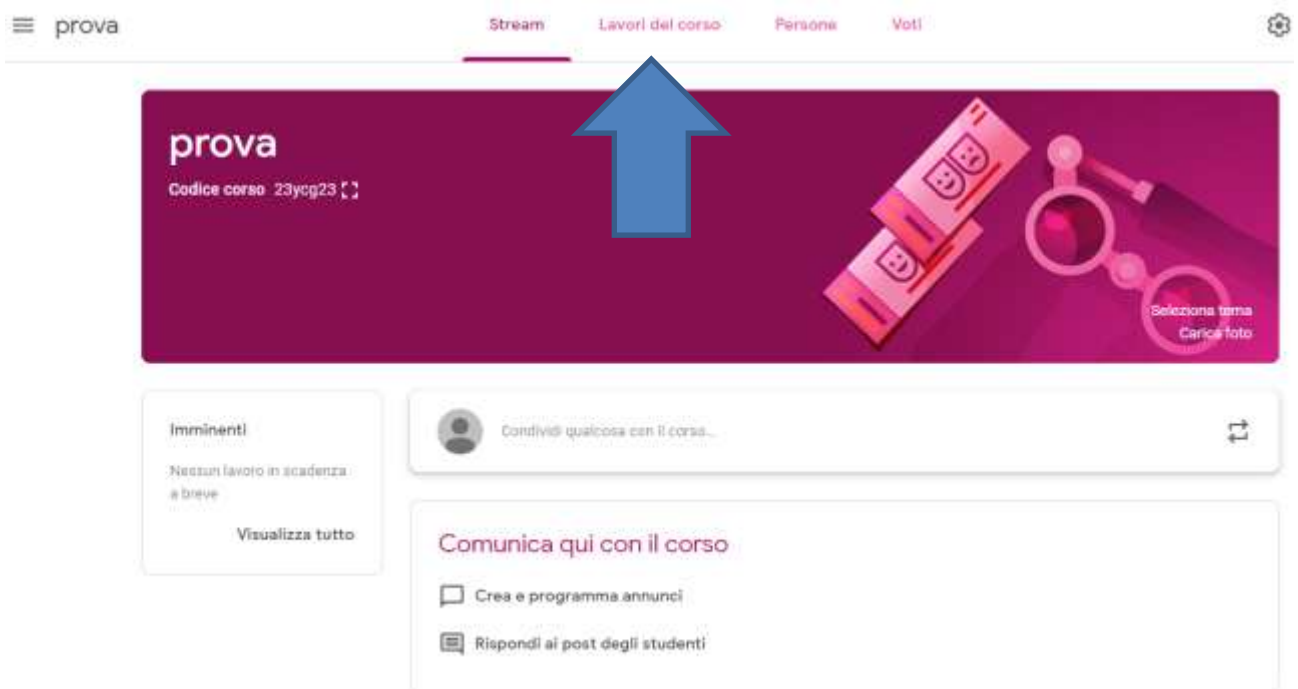 prova
Stream Lavori del corso Persone Voti
prova
Codice corso 23ycg23
Seleziona tema
Carica foto
Imminenti
Nessun lavoro in scadenza
a breve
Visualizza tutto
Condividi qualcosa con il corso...
Comunica qui con il corso
Crea e programma annunci
Rispondi ai post degli studenti